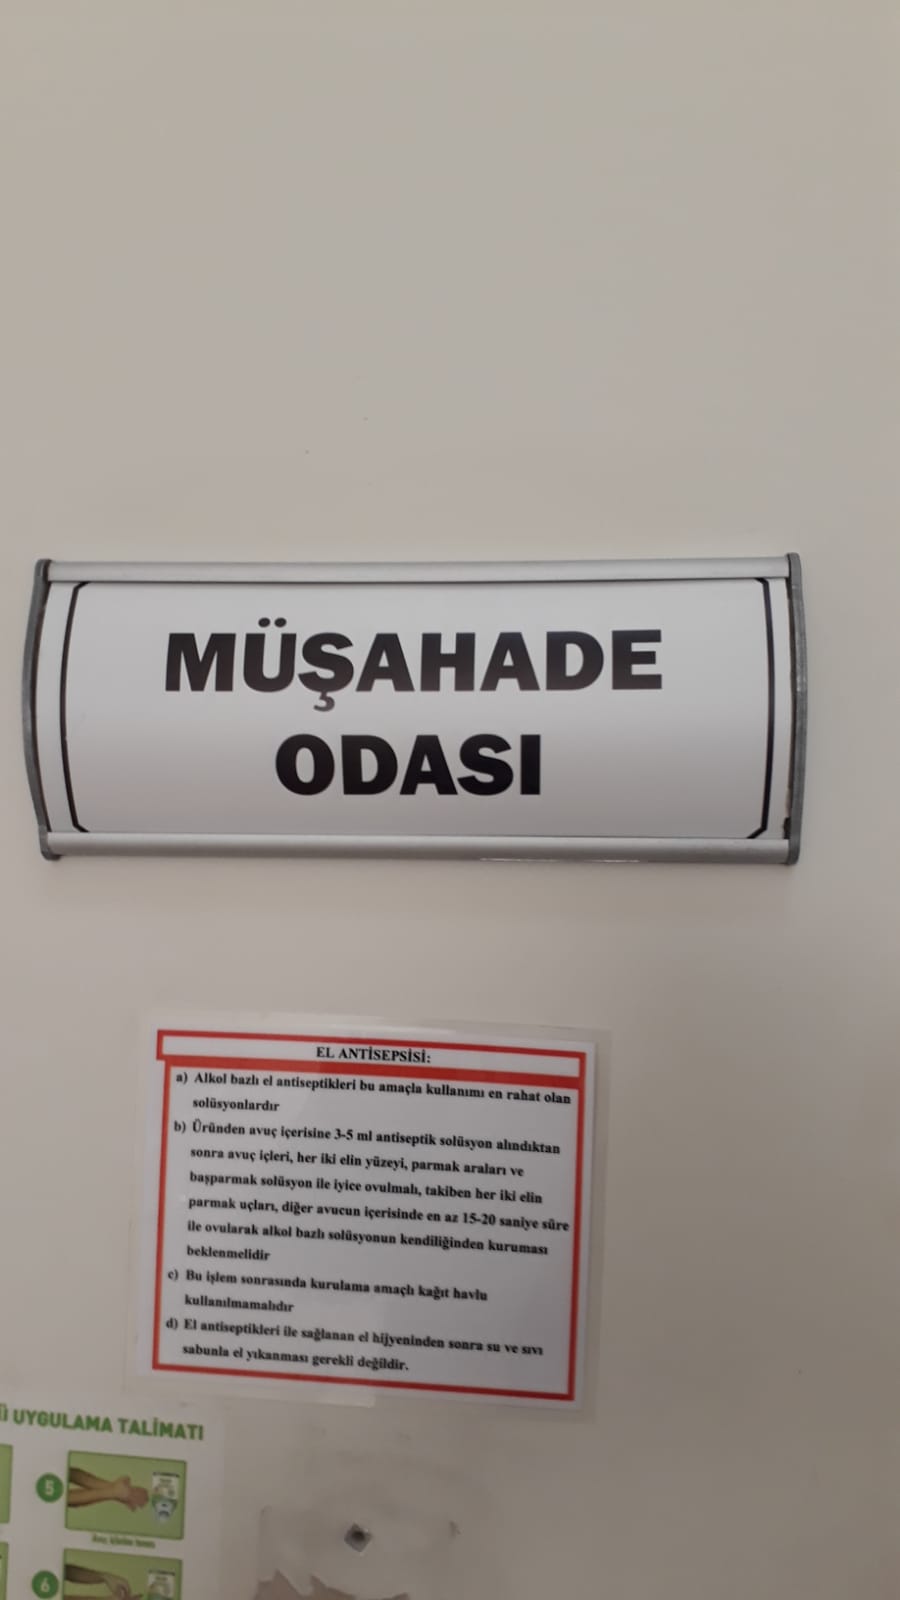 MÜŞAHADE
ODASI
EL ANTİSEPSİSİ:
a) Alkol bazlı el antiseptikleri bu amaçla kullanımı en rahat olan
solüsyonlardır
b) Üründen avuç içerisine 3-5 ml antiseptik solüsyon alındıktan
sonra avuç içleri, her iki elin yüzeyi, parmak araları ve
başparmak solüsyon ile iyice ovulmalı, takiben her iki elin
parmak uçları, diğer avucun içerisinde en az 15-20 saniye süre
ile ovularak alkol bazlı solüsyonun kendiliğinden kuruması
beklenmelidir
c) Bu işlem sonrasında kurulama amaçlı kağıt havlu
kullanılmamalıdır
d) El antiseptikleri ile sağlanan el hijyeninden sonra su ve sıvı
sabunla el yıkanması gerekli değildir.
UYGULAMA TALİMATI
5
6